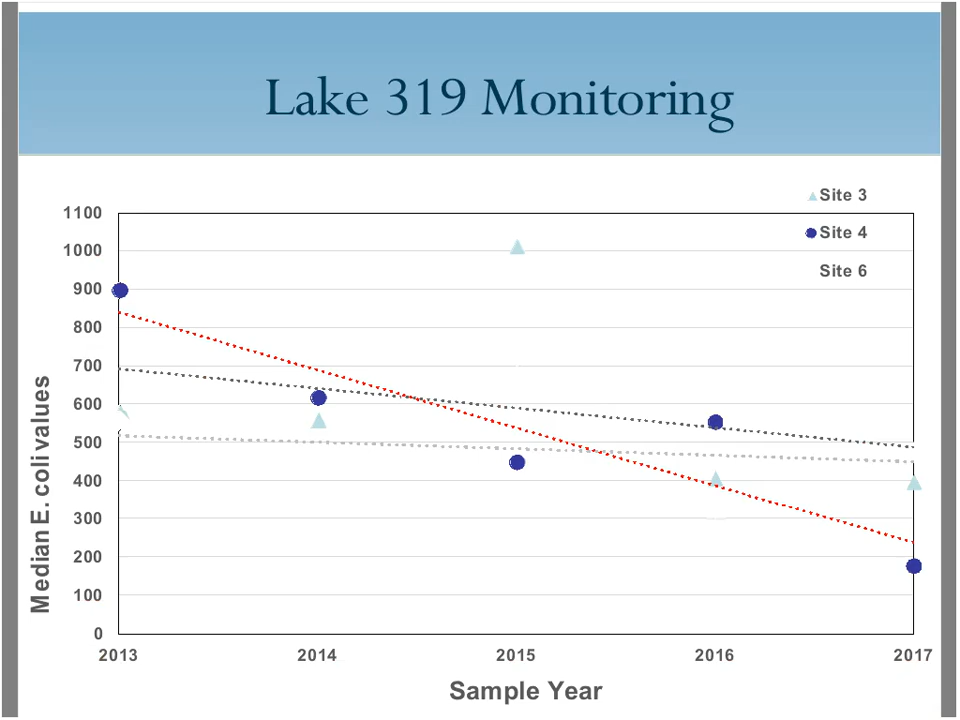 Lake 319 Monitoring
Site 3
Site 4
Site 6
1100
1000
900
800
700
600
500
400
300
200
100
0
Median E. coli values
2013 2014 2015 2016 2017
Sample Year